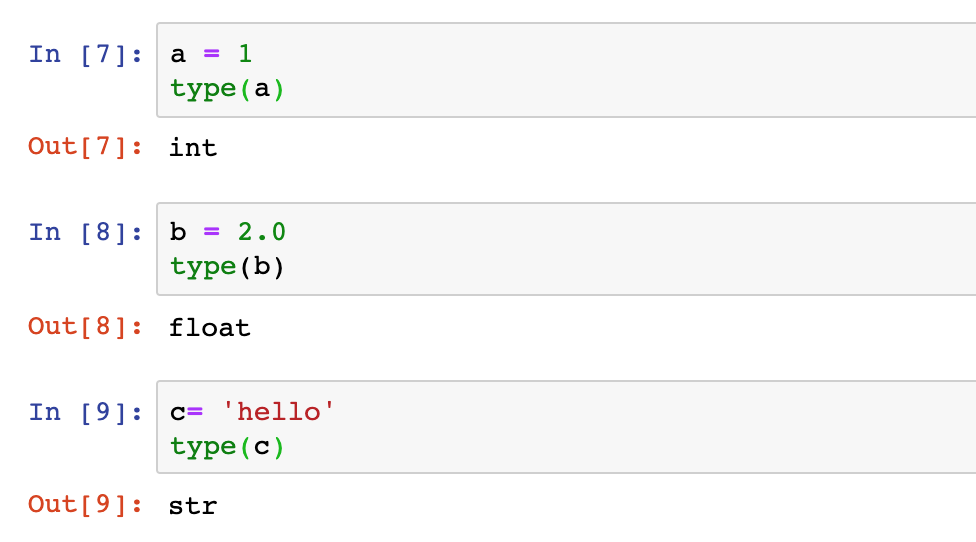 In [7]: a = 1
type(a)
Out[7]: int
In [8]: b = 2.0
type(b)
Out[8]: float
In [9]: c= 'hello'
type(c)
Out[9]: str